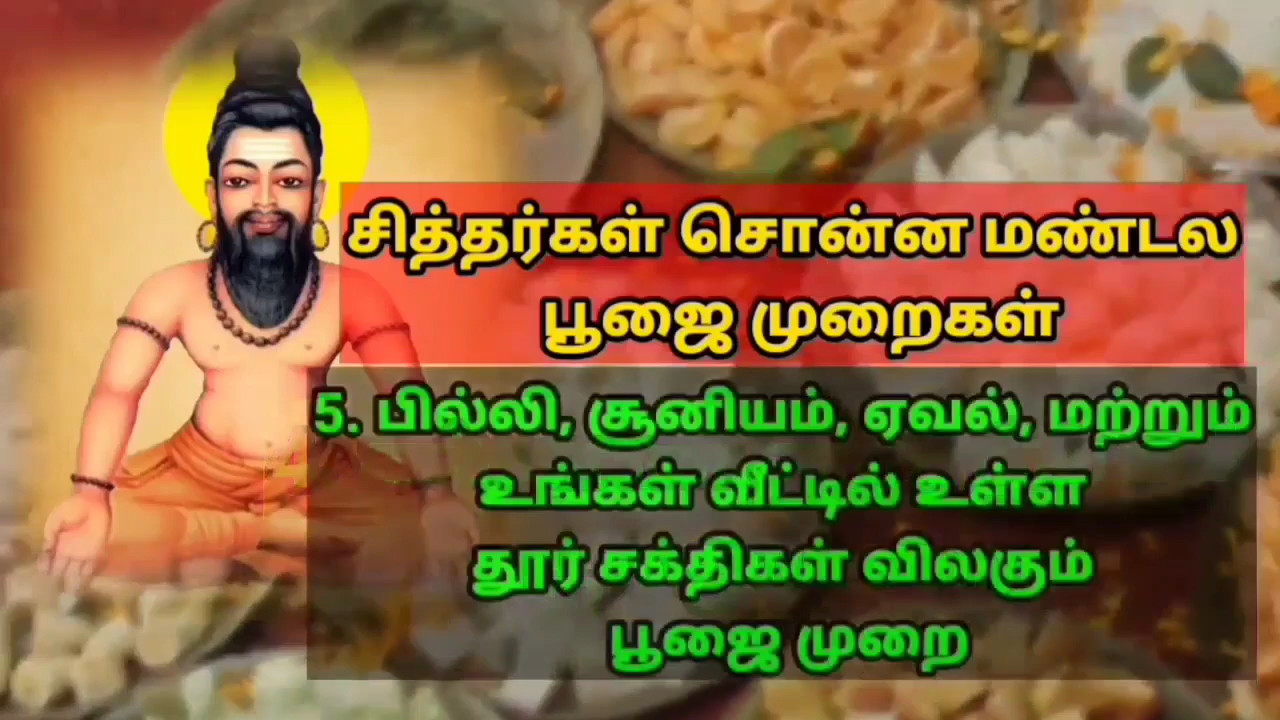 சித்தர்கள் சொன்ன மண்டல
பூஜை முறைகள்
5. பில்லி, சூனியம், ஏவல், மற்றும்
உங்கள் வீட்டில் உள்ள
தூர் சக்திகள் விலகும்
பூஜை முறை